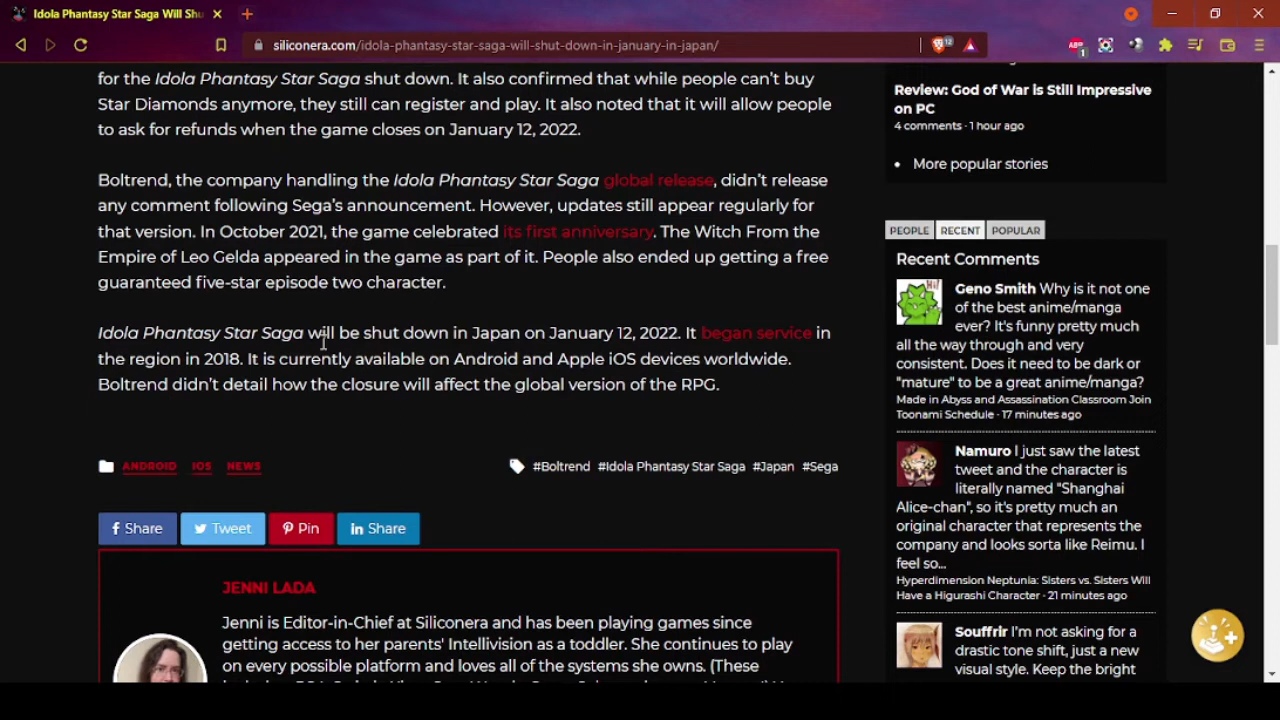 Idola Phantasy Star Saga Will Shu
siliconera.com/idola-phantasy-star-saga-will-shut-down-in-january-in-japan/
12
ABP
1
for the Idola Phantasy Star Saga shut down. It also confirmed that while people can't buy
Star Diamonds anymore, they still can register and play. It also noted that it will allow people
to ask for refunds when the game closes on January 12, 2022.
Boltrend, the company handling the Idola Phantasy Star Saga global release, didn't release
any comment following Sega's announcement. However, updates still appear regularly for
that version. In October 2021, the game celebrated its first anniversary. The Witch From the
Empire of Leo Gelda appeared in the game as part of it. People also ended up getting a free
guaranteed five-star episode two character.
Idola Phantasy Star Saga will be shut down in Japan on January 12, 2022. It began service in
the region in 2018. It is currently available on Android and Apple iOS devices worldwide.
Boltrend didn't detail how the closure will affect the global version of the RPG.
ANDROID IOS NEWS
#Boltrend #Idola Phantasy Star Saga #Japan #Sega
Share Tweet Pin Share
JENNI LADA
Jenni is Editor-in-Chief at Siliconera and has been playing games since
getting access to her parents' Intellivision as a toddler. She continues to play
on every possible platform and loves all of the systems she owns. (These
Review: God of War is Still Impressive
on PC
4 comments · 1 hour ago
• More popular stories
PEOPLE RECENT POPULAR
Recent Comments
Hi!
Geno Smith Why is it not one
of the best anime/manga
ever? It's funny pretty much
all the way through and very
consistent. Does it need to be dark or
"mature" to be a great anime/manga?
Made in Abyss and Assassination Classroom Join
Toonami Schedule · 17 minutes ago
Namuro I just saw the latest
tweet and the character is
literally named "Shanghai
Alice-chan", so it's pretty much an
original character that represents the
company and looks sorta like Reimu. I
feel so...
Hyperdimension Neptunia: Sisters vs. Sisters Will
Have a Higurashi Character · 21 minutes ago
Souffrir I'm not asking for a
drastic tone shift, just a new
visual style. Keep the bright